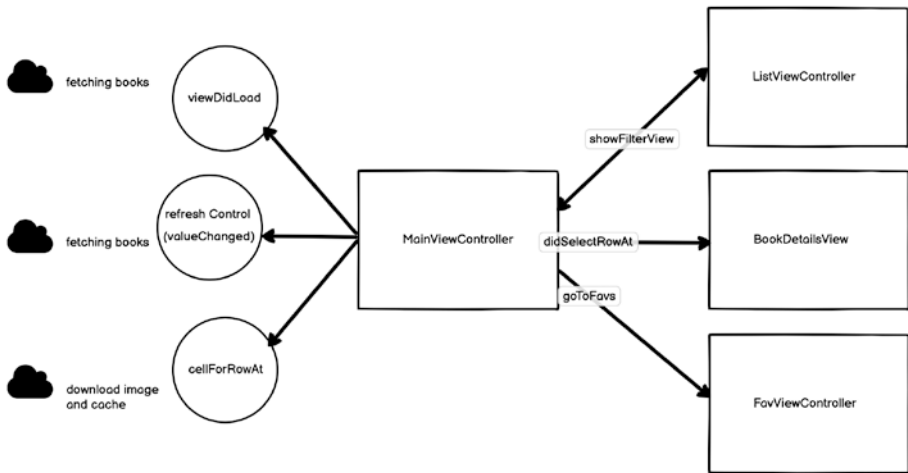 fetching books
viewDidLoad
ListViewController
showFilterView
refresh Control
(valueChanged)
fetching books
MainViewController
didSelectRowAt
BookDetailsView
goToFavs
cellForRowAt
download image
and cache
FavViewController